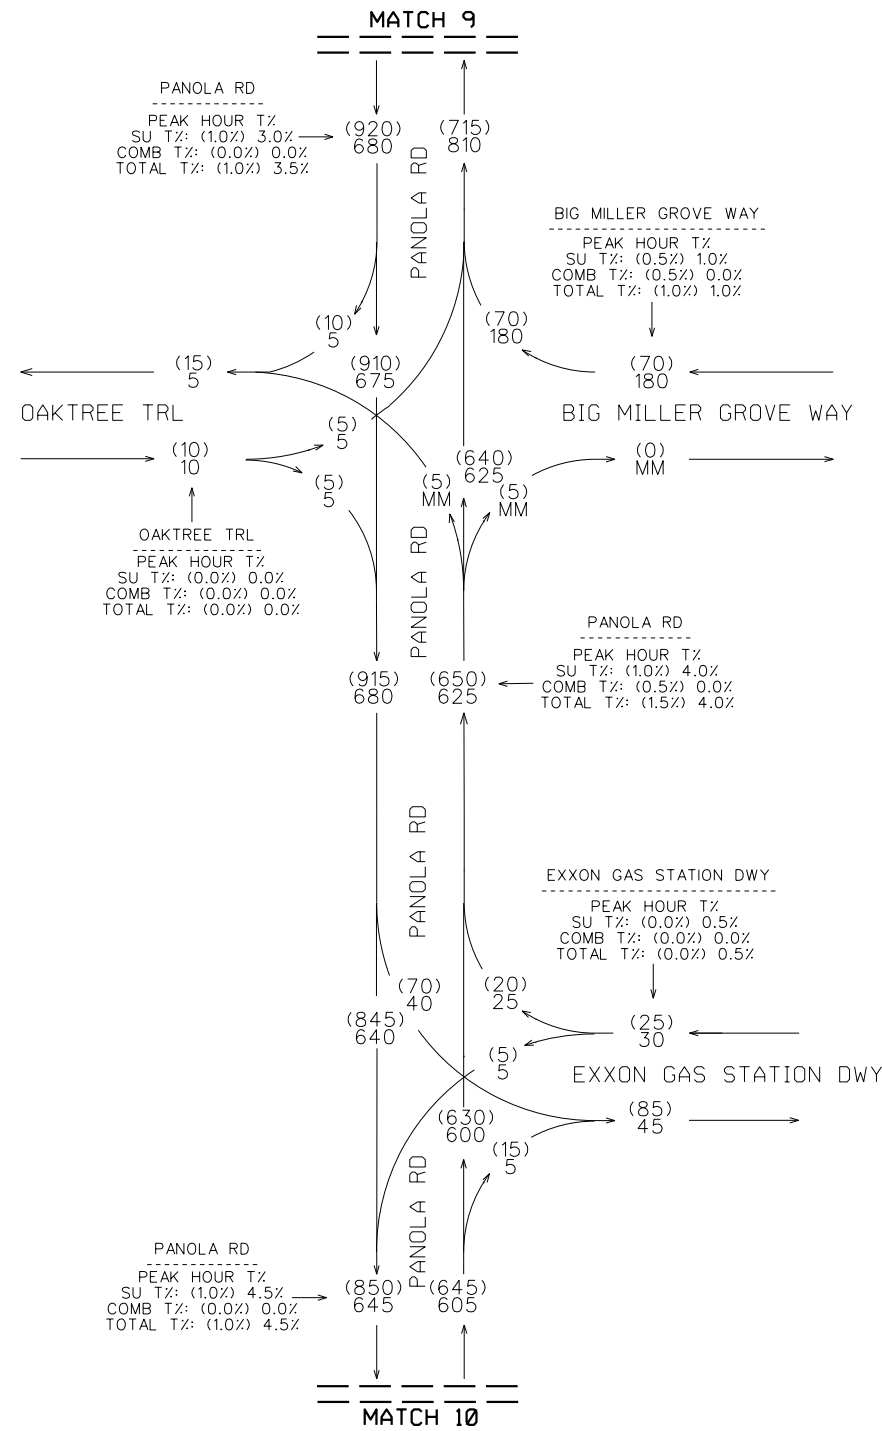 MATCH 9
PANOLA RD
PEAK HOUR T%
SU T%: (1.0%) 3.0%
COMB T%: (0.0%) 0.0%
TOTAL T%: (1.0%) 3.5%
(920)
680
(715)
810
PANOLA RD
BIG MILLER GROVE WAY
PEAK HOUR T%
SU T%: (0.5%) 1.0%
COMB T%: (0.5%) 0.0%
TOTAL T%: (1.0%) 1.0%
(10)
5
(70)
180
(15)
5
(910)
675
(70)
180
OAKTREE TRL
BIG MILLER GROVE WAY
(5)
5
(10)
10
(640)
625
(0)
MM
(5)
5
(5)
MM
(5)
MM
OAKTREE TRL
PEAK HOUR T%
SU T%: (0.0%) 0.0%
COMB T%: (0.0%) 0.0%
TOTAL T%: (0.0%) 0.0%
PANOLA RD
PANOLA RD
PEAK HOUR T%
SU T%: (1.0%) 4.0%
COMB T%: (0.5%) 0.0%
TOTAL T%: (1.5%) 4.0%
(915)
680
(650)
625
PANOLA RD
EXXON GAS STATION DWY
PEAK HOUR T%
SU T%: (0.0%) 0.5%
COMB T%: (0.0%) 0.0%
TOTAL T%: (0.0%) 0.5%
(70)
40
(20)
25
(845)
640
(25)
30
(5)
5
EXXON GAS STATION DWY
(630)
600
(85)
45
(15)
5
PANOLA RD
PANOLA RD
PEAK HOUR T%
SU T%: (1.0%) 4.5%
COMB T%: (0.0%) 0.0%
TOTAL T%: (1.0%) 4.5%
(850)
645
(645)
605
MATCH 10